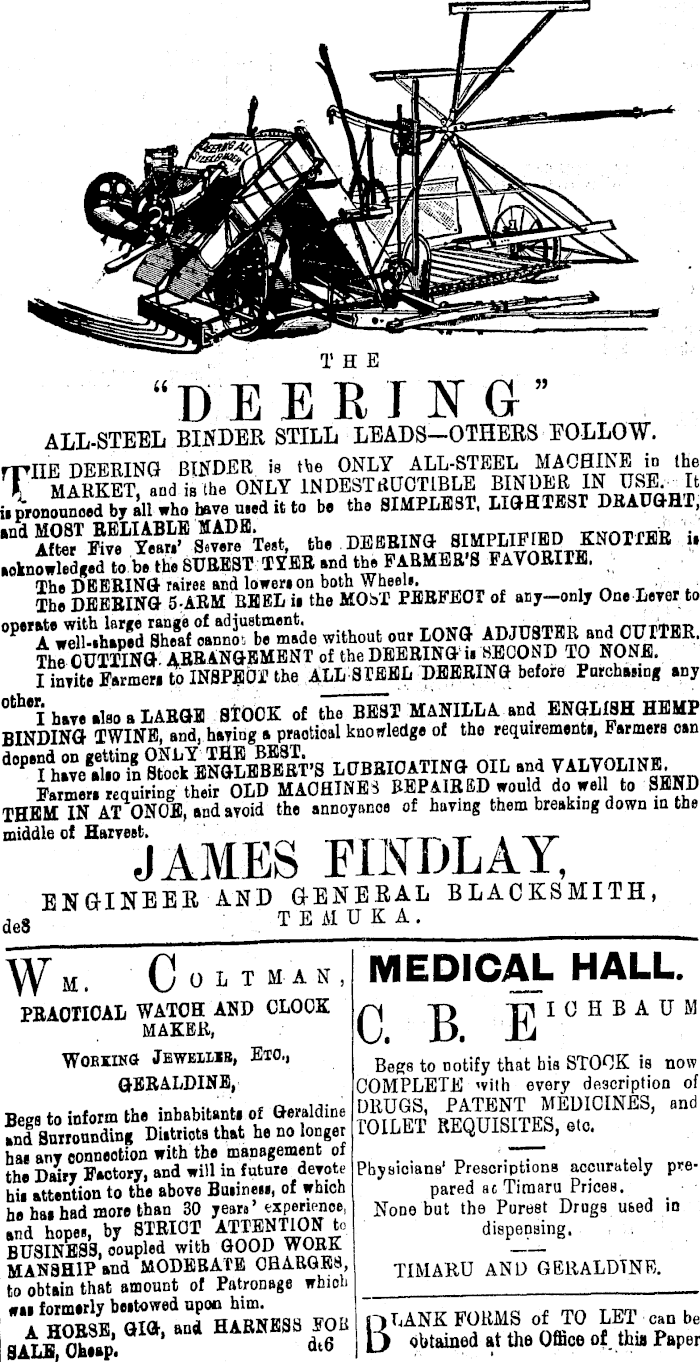 DEERING ALL
STEEL BINDER
THE
"DEERING"
ALL-STEEL BINDER STILL LEADS—OTHERS FOLLOW.
THE DEERING BINDER is the ONLY ALL-STEEL MACHINE in the
MARKET, and is the ONLY INDESTRUCTIBLE BINDER IN USE. It
is pronounced by all who have used it to be the SIMPLEST, LIGHTEST DRAUGHT,
and MOST RELIABLE MADE.
After Five Years' Severe Test, the DEERING SIMPLIFIED KNOTTER is
acknowledged to be the SUREST TYER and the FARMER'S FAVORITE.
The DEERING raires and lowers on both Wheels.
The DEERING 5-ARM REEL is the MOST PERFECT of any—only One Lever to
operate with large range of adjustment.
A well-shaped Sheaf cannot be made without our LONG ADJUSTER and CUTTER.
The CUTTING ARRANGEMENT of the DEERING is SECOND TO NONE.
I invite Farmers to INSPECT the ALL STEEL DEERING before Purchasing any
other.
I have also a LARGE STOCK of the BEST MANILLA and ENGLISH HEMP
BINDING TWINE, and, having a practical knowledge of the requirements, Farmers can
depend on getting ONLY THE BEST.
I have also in Stock ENGLEBERT'S LUBRICATING OIL and VALVOLINE.
Farmers requiring their OLD MACHINES REPAIRED would do well to SEND
THEM IN AT ONCE, and avoid the annoyance of having them breaking down in the
middle of Harvest.
JAMES FINDLAY,
ENGINEER AND GENERAL BLACKSMITH,
TEMUKA.
de8
WM. COLTMAN,
PRACTICAL WATCH AND CLOCK
MAKER,
WORKING JEWELLER, ETC.,
GERALDINE,
Begs to inform the inhabitants of Geraldine
and Surrounding Districts that he no longer
has any connection with the management of
the Dairy Factory, and will in future devote
his attention to the above Business, of which
he has had more than 30 years' experience,
and hopes, by STRICT ATTENTION to
BUSINESS, coupled with GOOD WORK
MANSHIP and MODERATE CHARGES,
to obtain that amount of Patronage which
was formerly bestowed upon him.
A HORSE, GIG, and HARNESS FOR
SALE, Cheap. de6
MEDICAL HALL.
C. B. EICHBAUM
Begs to notify that his STOCK is now
COMPLETE with every description of
DRUGS, PATENT MEDICINES, and
TOILET REQUISITES, etc.
Physicians' Prescriptions accurately pre-
pared at Timaru Prices.
None but the Purest Drugs used in
dispensing.
TIMARU AND GERALDINE.
BLANK FORMS of TO LET can be
obtained at the Office of this Paper